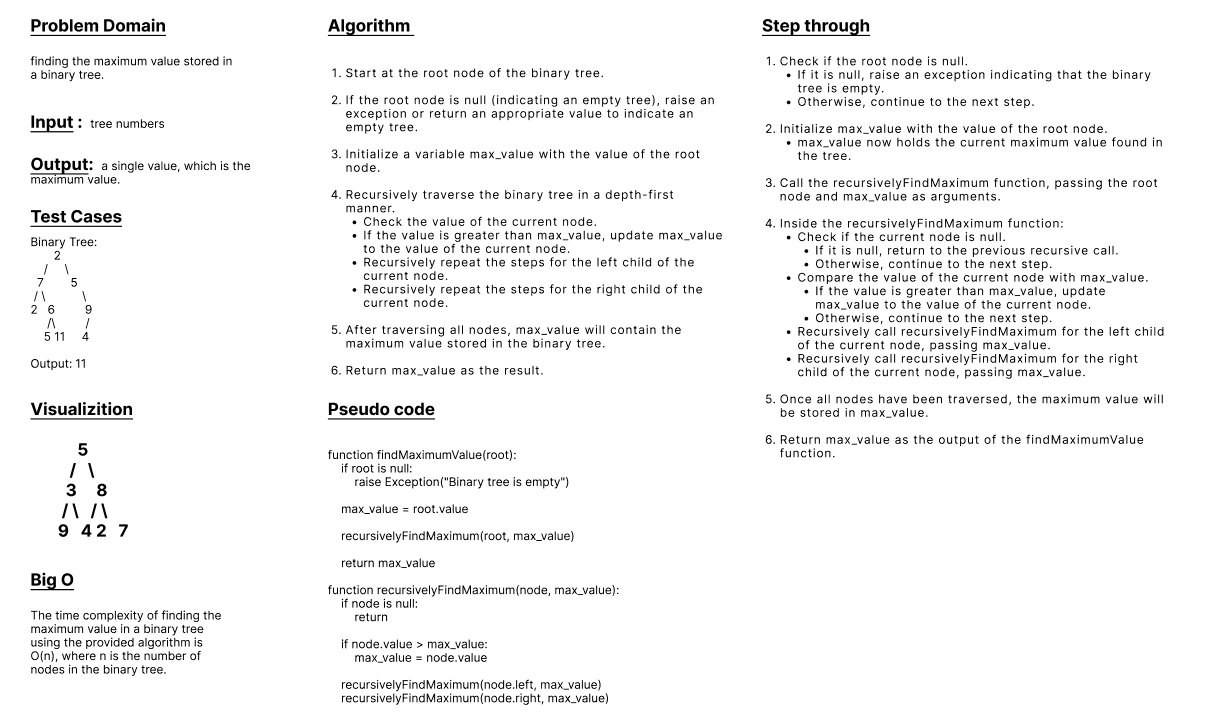 Problem Domain
finding the maximum value stored in
a binary tree.
Input : tree numbers
Output: a single value, which is the
maximum value.
Test Cases
Binary Tree:
2
/ \
7 5
/ \ \
2 6 9
/\ /
5 11 4
Output: 11
Visualizition
5
/ \
3 8
/ \ / \
9 4 2 7
Big O
The time complexity of finding the
maximum value in a binary tree
using the provided algorithm is
O(n), where n is the number of
nodes in the binary tree.
Algorithm
1. Start at the root node of the binary tree.
2. If the root node is null (indicating an empty tree), raise an
exception or return an appropriate value to indicate an
empty tree.
3. Initialize a variable max_value with the value of the root
node.
4. Recursively traverse the binary tree in a depth-first
manner.
• Check the value of the current node.
• If the value is greater than max_value, update max_value
to the value of the current node.
• Recursively repeat the steps for the left child of the
current node.
• Recursively repeat the steps for the right child of the
current node.
5. After traversing all nodes, max_value will contain the
maximum value stored in the binary tree.
6. Return max_value as the result.
Pseudo code
function findMaximumValue(root):
if root is null:
raise Exception("Binary tree is empty")
max_value = root.value
recursivelyFindMaximum(root, max_value)
return max_value
function recursivelyFindMaximum(node, max_value):
if node is null:
return
if node.value > max_value:
max_value = node.value
recursivelyFindMaximum(node.left, max_value)
recursivelyFindMaximum(node.right, max_value)
Step through
1. Check if the root node is null.
• If it is null, raise an exception indicating that the binary
tree is empty.
• Otherwise, continue to the next step.
2. Initialize max_value with the value of the root node.
• max_value now holds the current maximum value found in
the tree.
3. Call the recursivelyFindMaximum function, passing the root
node and max_value as arguments.
4. Inside the recursivelyFindMaximum function:
• Check if the current node is null.
• If it is null, return to the previous recursive call.
• Otherwise, continue to the next step.
• Compare the value of the current node with max_value.
• If the value is greater than max_value, update
max_value to the value of the current node.
• Otherwise, continue to the next step.
• Recursively call recursivelyFindMaximum for the left child
of the current node, passing max_value.
• Recursively call recursivelyFindMaximum for the right
child of the current node, passing max_value.
5. Once all nodes have been traversed, the maximum value will
be stored in max_value.
6. Return max_value as the output of the findMaximumValue
function.